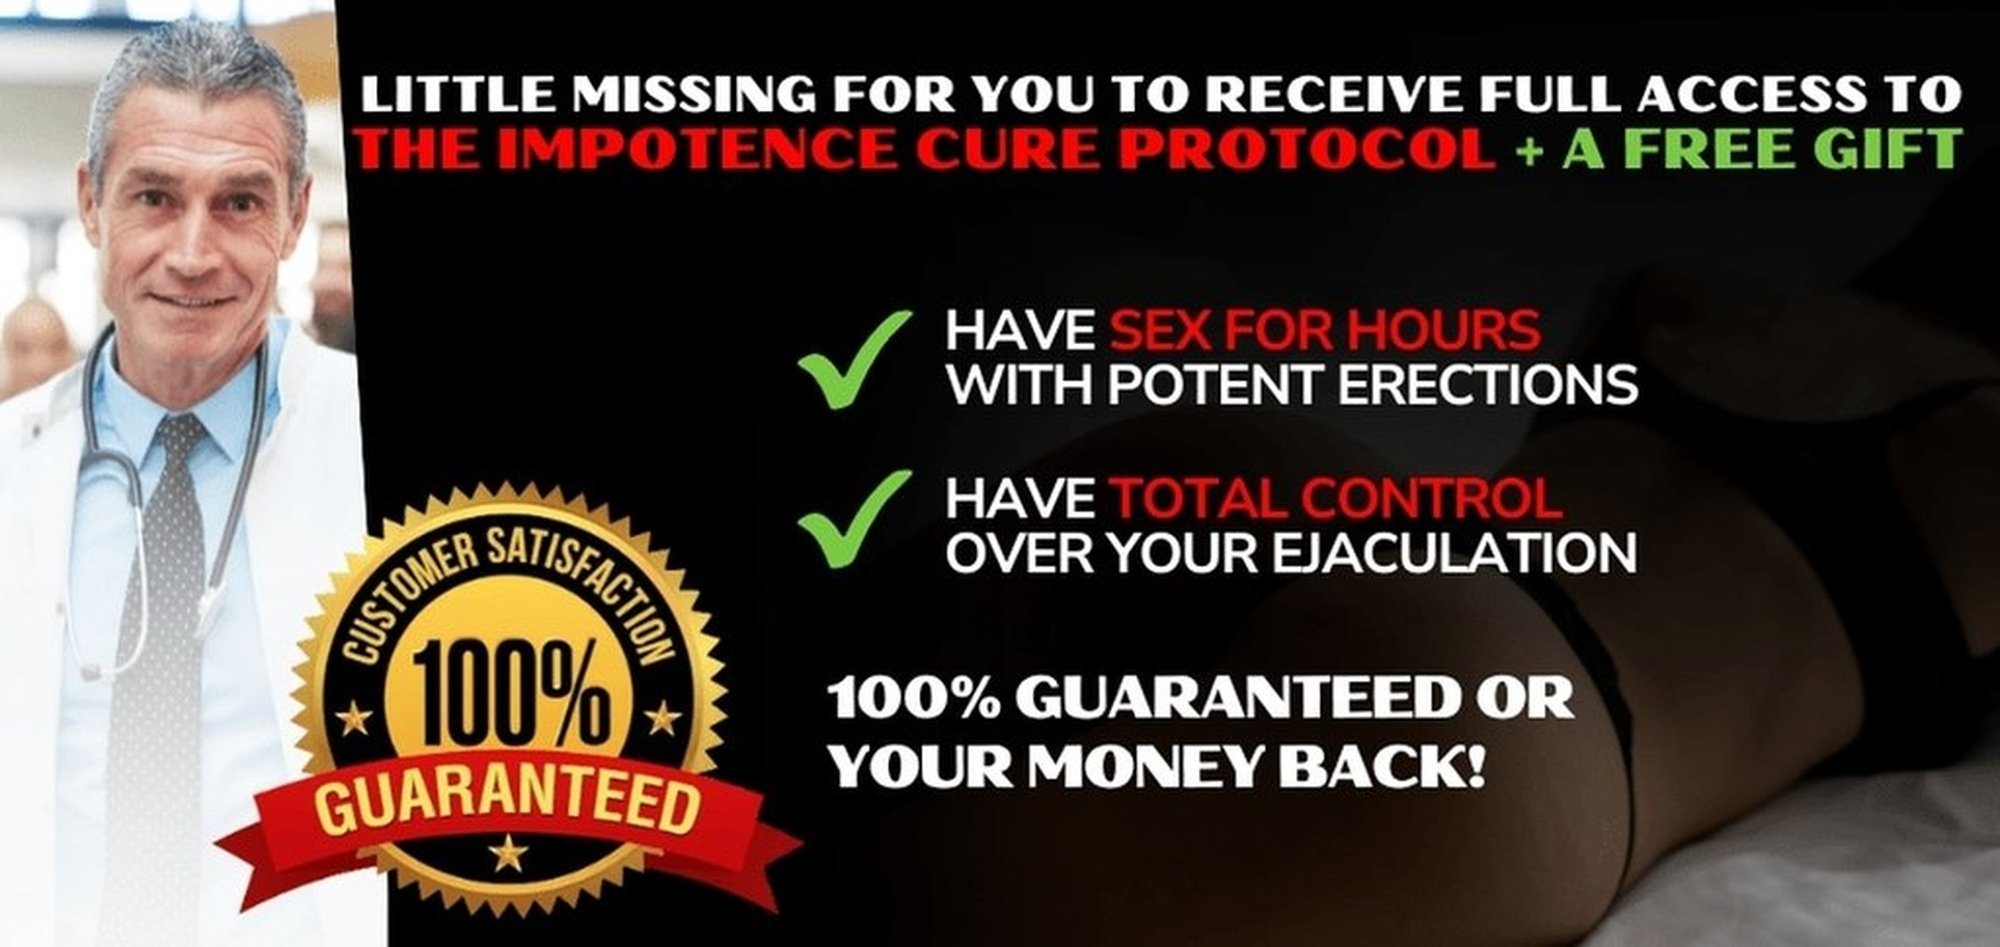 LITTLE MISSING FOR YOU TO RECEIVE FULL ACCESS TO
THE IMPOTENCE CURE PROTOCOL + A FREE GIFT
HAVE SEX FOR HOURS
WITH POTENT ERECTIONS
HAVE TOTAL CONTROL
OVER YOUR EJACULATION
CUSTOMER SATISFACTION
100%
GUARANTEED
100% GUARANTEED OR
YOUR MONEY BACK!